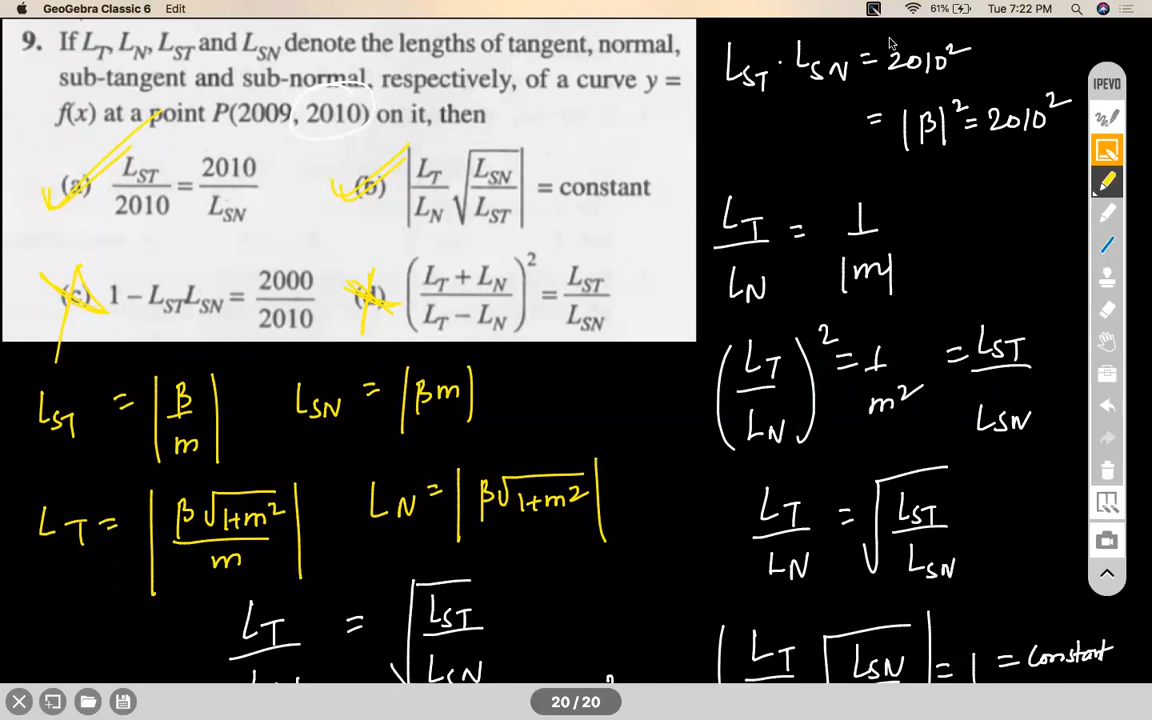 GeoGebra Classic 6 Edit 61% Tue 7:22 PM
9. If L_T, L_N, L_ST and L_SN denote the lengths of tangent, normal,
sub-tangent and sub-normal, respectively, of a curve y =
f(x) at a point P(2009, 2010) on it, then
(a) L_ST/2010 = 2010/L_SN (b) |L_T/L_N √(L_SN/L_ST)| = constant
(c) 1 – L_ST L_SN = 2000/2010 (d) ((L_T + L_N)/(L_T – L_N))² = L_ST/L_SN
L_ST = |β/m| L_SN = |βm|
L_T = |β√(1+m²)/m| L_N = |β√(1+m²)|
L_T = √(L_ST/L_SN)
L_ST · L_SN = 2010²
= |β|² = 2010²
L_T/L_N = 1/|m|
(L_T/L_N)² = 1/m² = L_ST/L_SN
L_T/L_N = √(L_ST/L_SN)
| L_T √L_SN | = 1 = constant
IPEVO
20 / 20